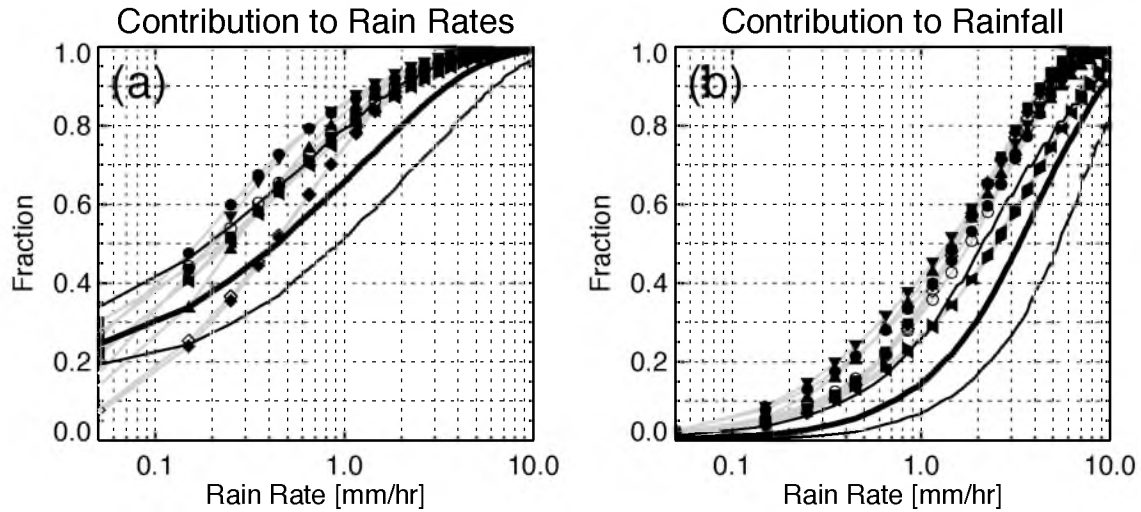 Contribution to Rain Rates
Contribution to Rainfall
(a)
1.0
0.8
0.6
0.4
0.2
0.0
Fraction
0.1
1.0
10.0
Rain Rate [mm/hr]
(b)
1.0
0.8
0.6
0.4
0.2
0.0
Fraction
0.1
1.0
10.0
Rain Rate [mm/hr]